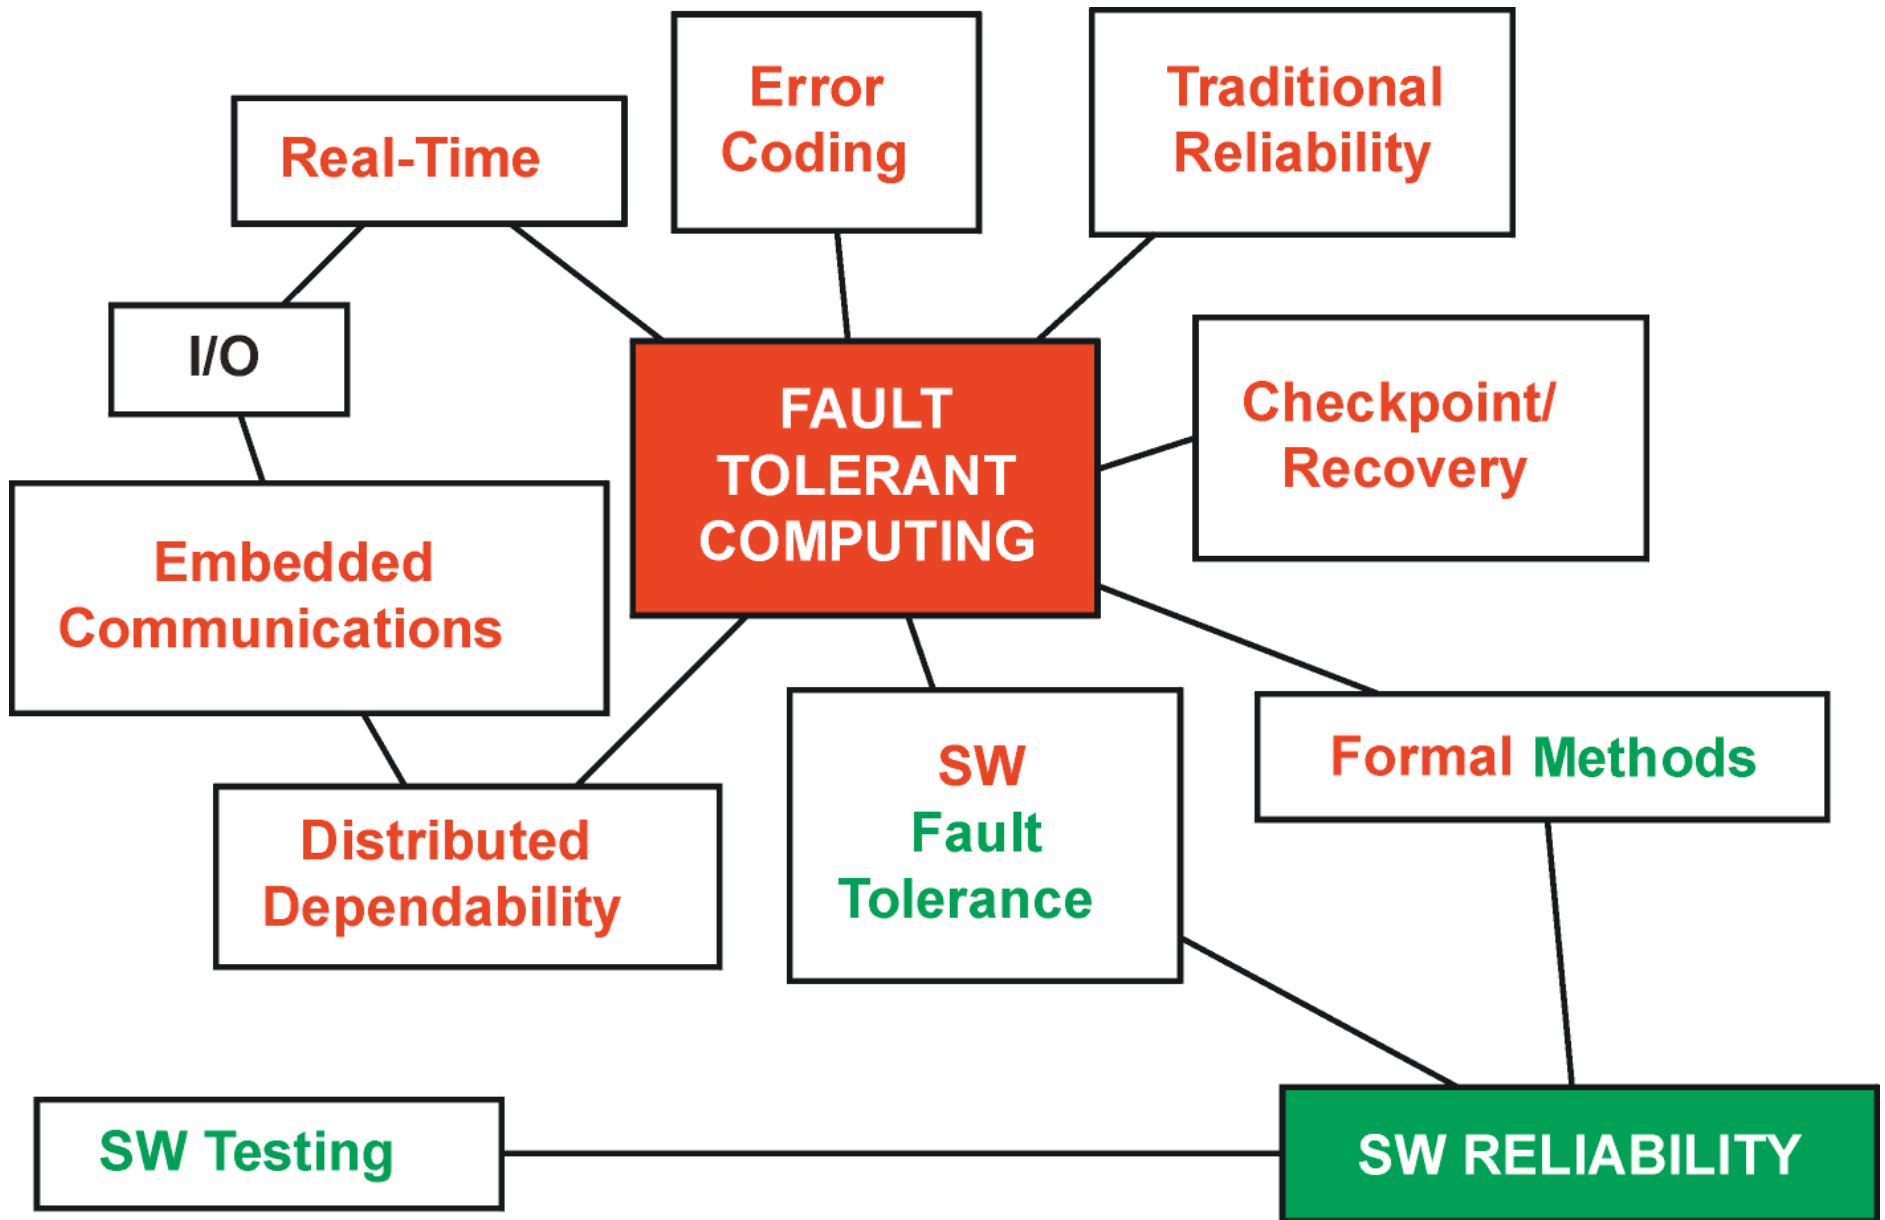 Error
Coding
Traditional
Reliability
Real-Time
I/O
FAULT
TOLERANT
COMPUTING
Checkpoint/
Recovery
Embedded
Communications
SW
Fault
Tolerance
Formal Methods
Distributed
Dependability
SW Testing
SW RELIABILITY